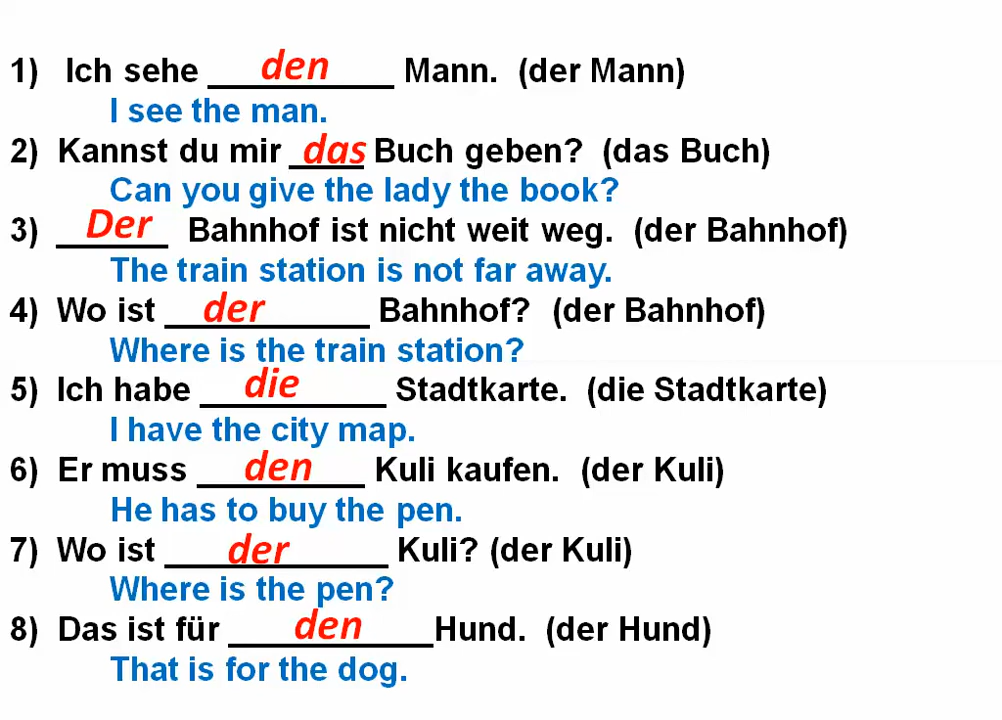 1) Ich sehe den Mann. (der Mann)
I see the man.
2) Kannst du mir das Buch geben? (das Buch)
Can you give the lady the book?
3) Der Bahnhof ist nicht weit weg. (der Bahnhof)
The train station is not far away.
4) Wo ist der Bahnhof? (der Bahnhof)
Where is the train station?
5) Ich habe die Stadtkarte. (die Stadtkarte)
I have the city map.
6) Er muss den Kuli kaufen. (der Kuli)
He has to buy the pen.
7) Wo ist der Kuli? (der Kuli)
Where is the pen?
8) Das ist für den Hund. (der Hund)
That is for the dog.